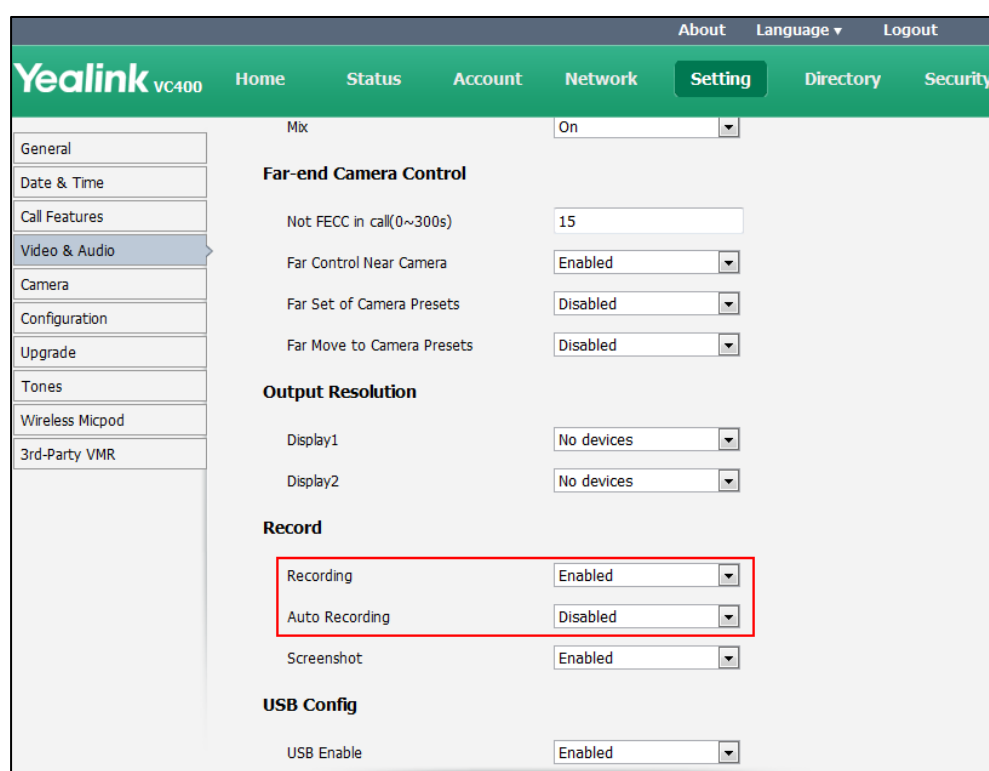 About Language ▾ Logout
Yealink VC400 Home Status Account Network Setting Directory Security
General
Date & Time
Call Features
Video & Audio
Camera
Configuration
Upgrade
Tones
Wireless Micpod
3rd-Party VMR
Mix On
Far-end Camera Control
Not FECC in call(0~300s) 15
Far Control Near Camera Enabled
Far Set of Camera Presets Disabled
Far Move to Camera Presets Disabled
Output Resolution
Display1 No devices
Display2 No devices
Record
Recording Enabled
Auto Recording Disabled
Screenshot Enabled
USB Config
USB Enable Enabled